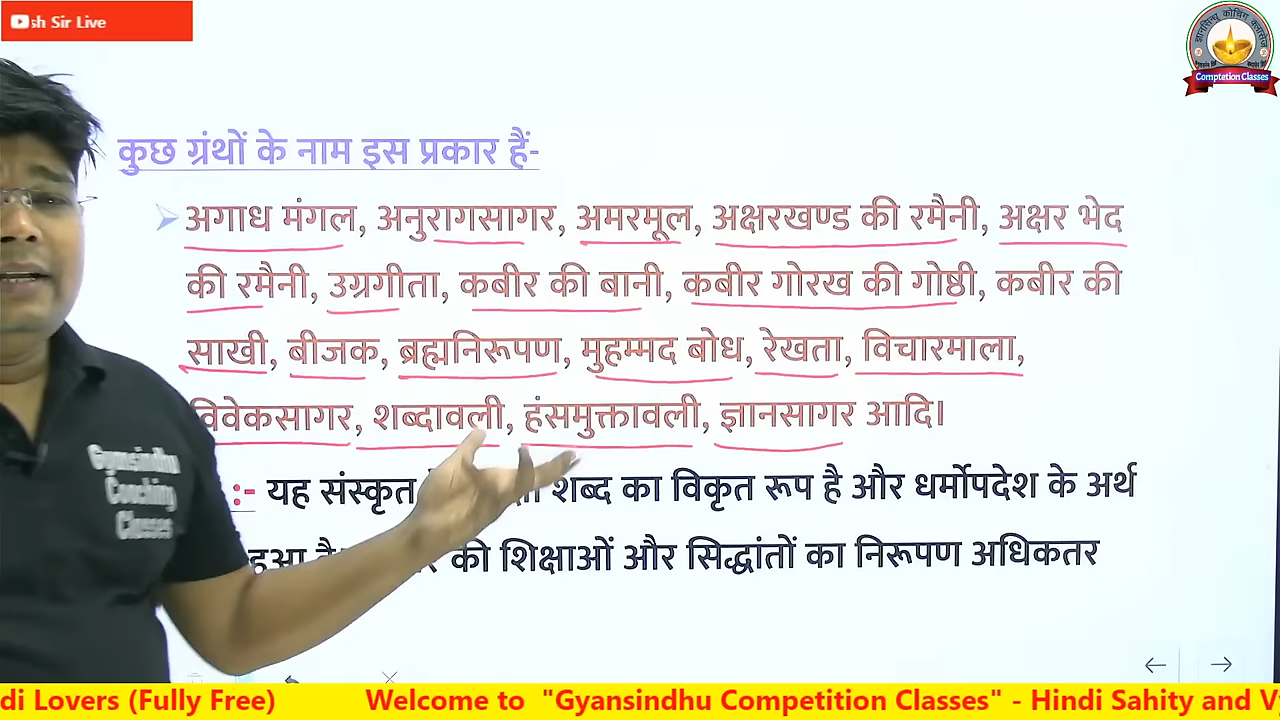 sh Sir Live
ज्ञानसिन्धु कोचिंग क्लासेज
Comptetion Classes
कुछ ग्रंथों के नाम इस प्रकार हैं-
अगाध मंगल, अनुरागसागर, अमरमूल, अक्षरखण्ड की रमैनी, अक्षर भेद
की रमैनी, उग्रगीता, कबीर की बानी, कबीर गोरख की गोष्ठी, कबीर की
साखी, बीजक, ब्रह्मनिरूपण, मुहम्मद बोध, रेखता, विचारमाला,
विवेकसागर, शब्दावली, हंसमुक्तावली, ज्ञानसागर आदि।
:- यह संस्कृत शब्द का विकृत रूप है और धर्मोपदेश के अर्थ
हुआ की शिक्षाओं और सिद्धांतों का निरूपण अधिकतर
Gyansindhu
Coaching
Classes
di Lovers (Fully Free) Welcome to "Gyansindhu Competition Classes" - Hindi Sahity and